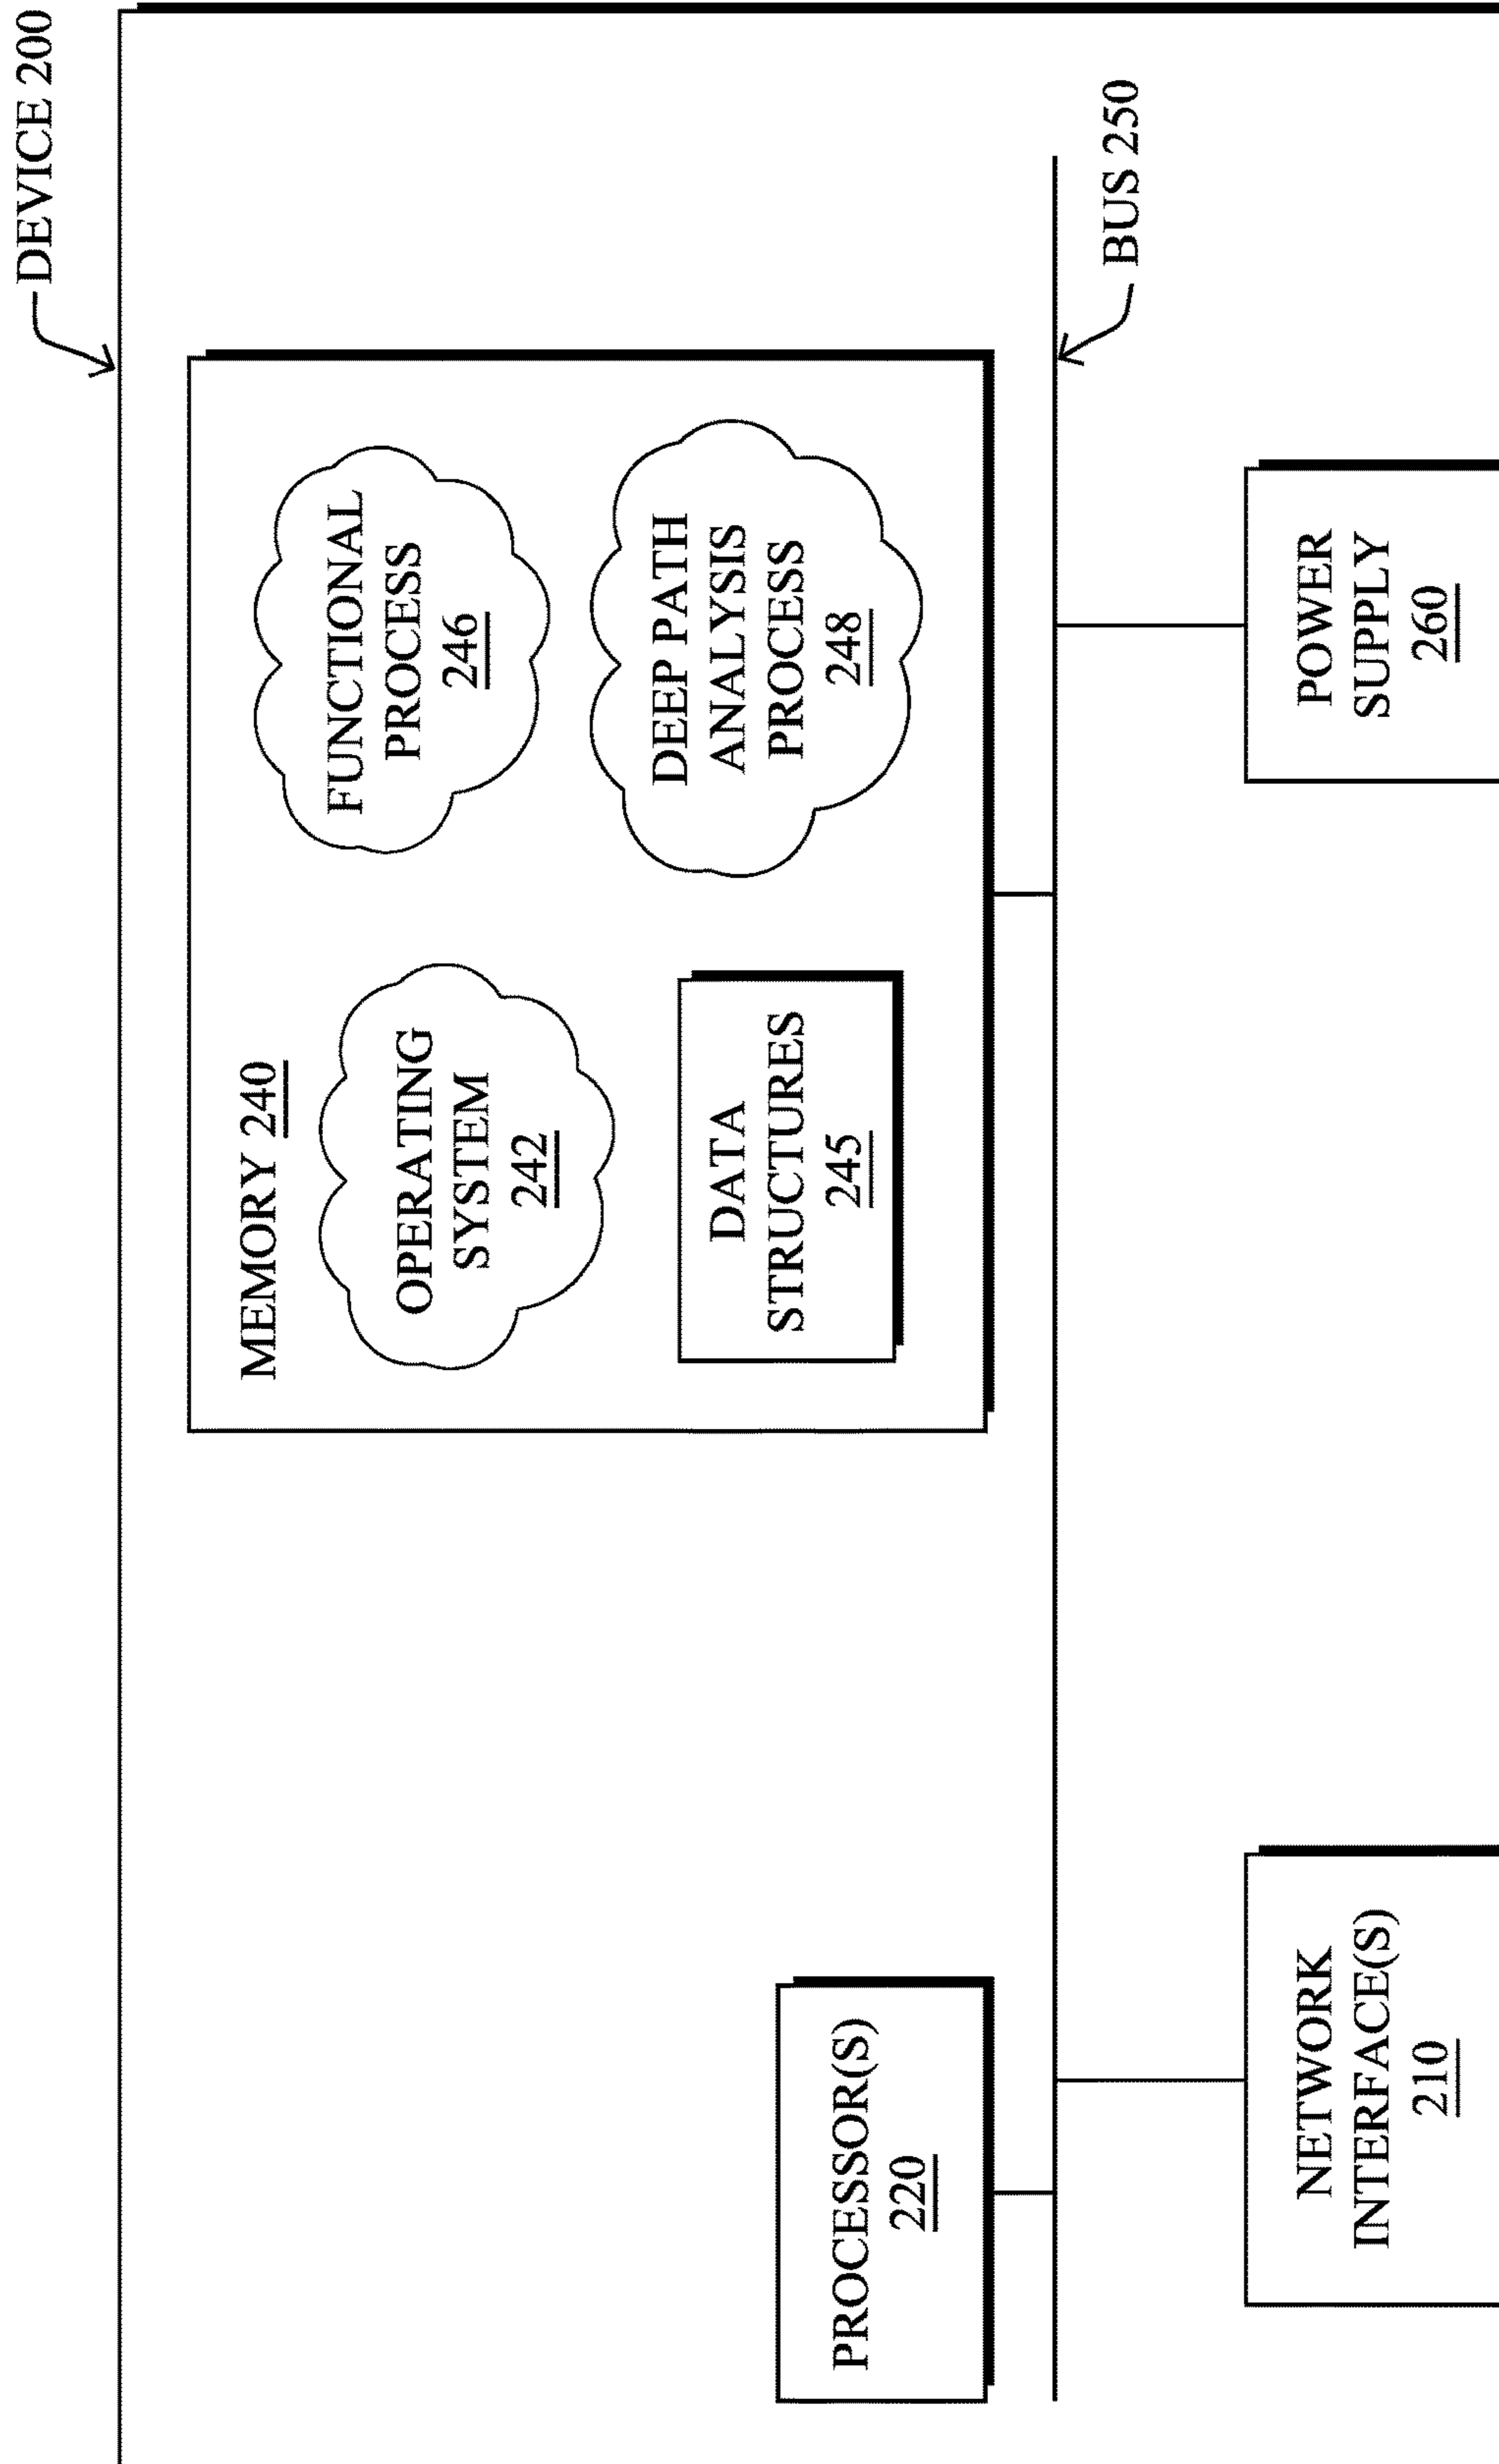 DEVICE 200
MEMORY 240
OPERATING
SYSTEM
242
FUNCTIONAL
PROCESS
246
DATA
STRUCTURES
245
DEEP PATH
ANALYSIS
PROCESS
248
PROCESSOR(S)
220
BUS 250
NETWORK
INTERFACE(S)
210
POWER
SUPPLY
260